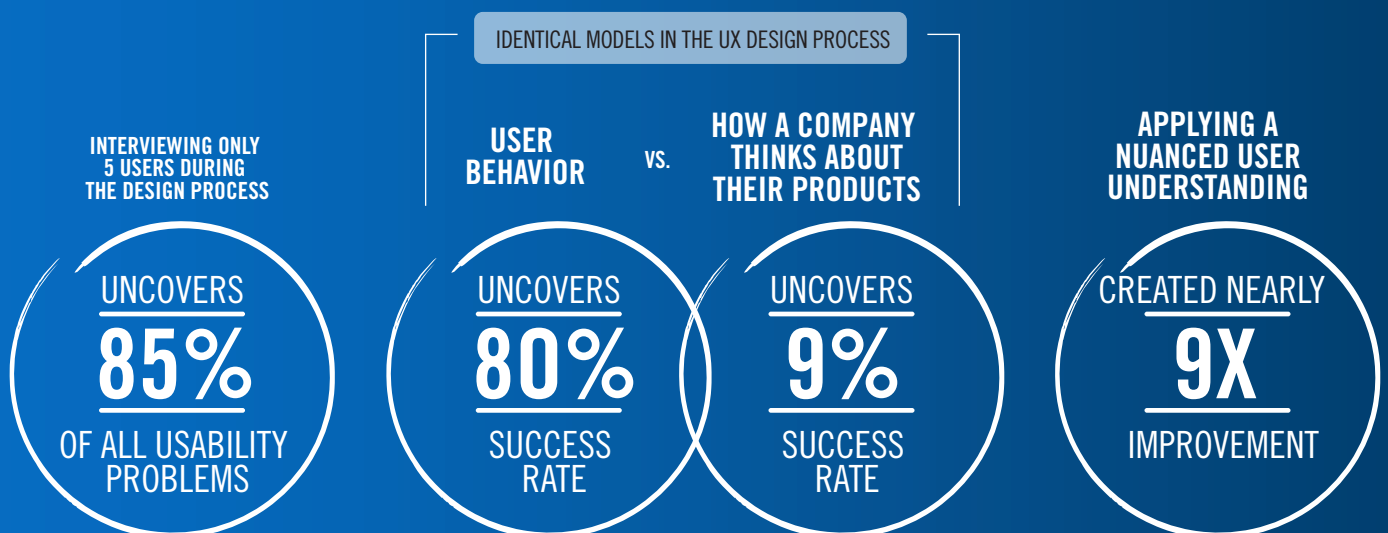 IDENTICAL MODELS IN THE UX DESIGN PROCESS
INTERVIEWING ONLY
5 USERS DURING
THE DESIGN PROCESS
UNCOVERS
85%
OF ALL USABILITY
PROBLEMS
USER
BEHAVIOR
UNCOVERS
80%
SUCCESS
RATE
VS.
HOW A COMPANY
THINKS ABOUT
THEIR PRODUCTS
UNCOVERS
9%
SUCCESS
RATE
APPLYING A
NUANCED USER
UNDERSTANDING
CREATED NEARLY
9X
IMPROVEMENT